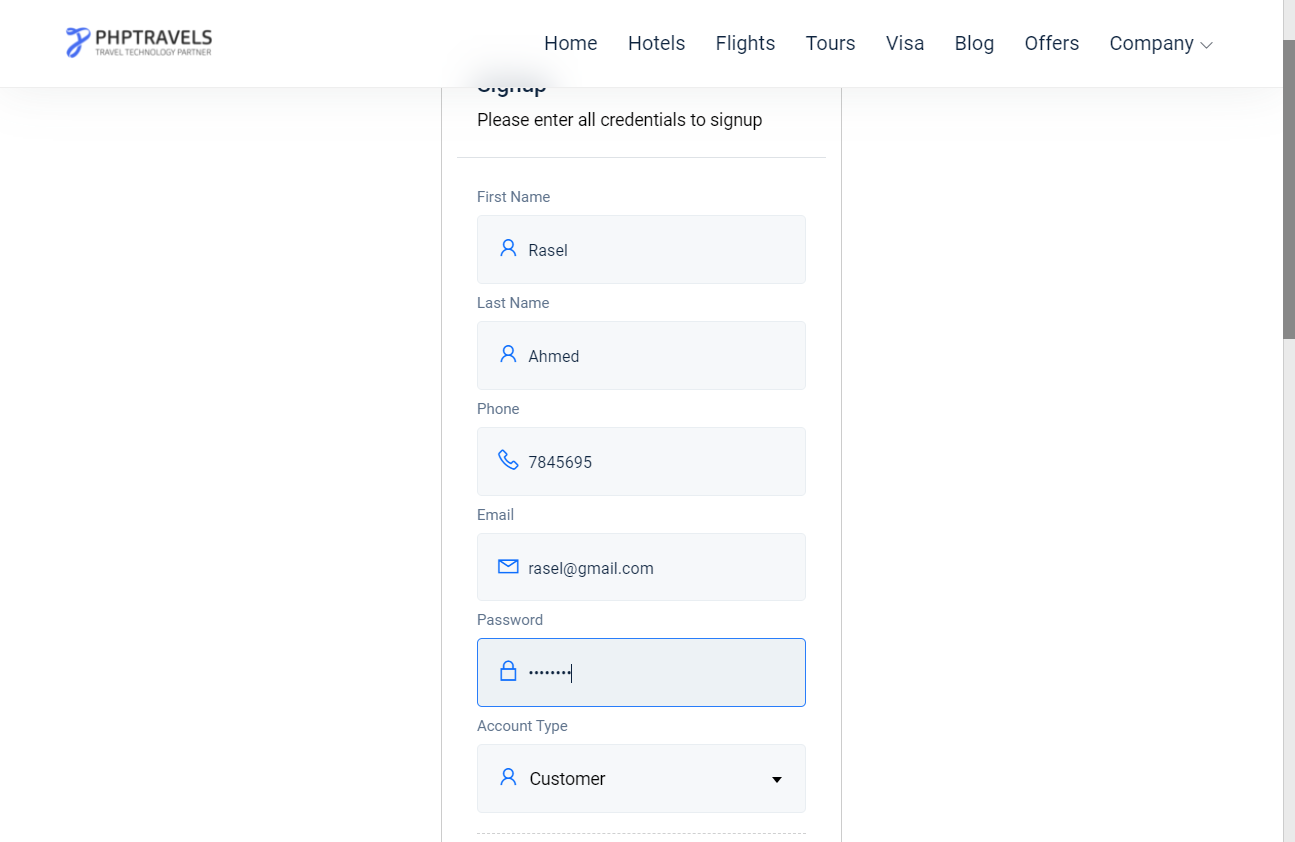 PHPTRAVELS
TRAVEL TECHNOLOGY PARTNER
Home Hotels Flights Tours Visa Blog Offers Company
Signup
Please enter all credentials to signup
First Name
Rasel
Last Name
Ahmed
Phone
7845695
Email
rasel@gmail.com
Password
••••••••
Account Type
Customer